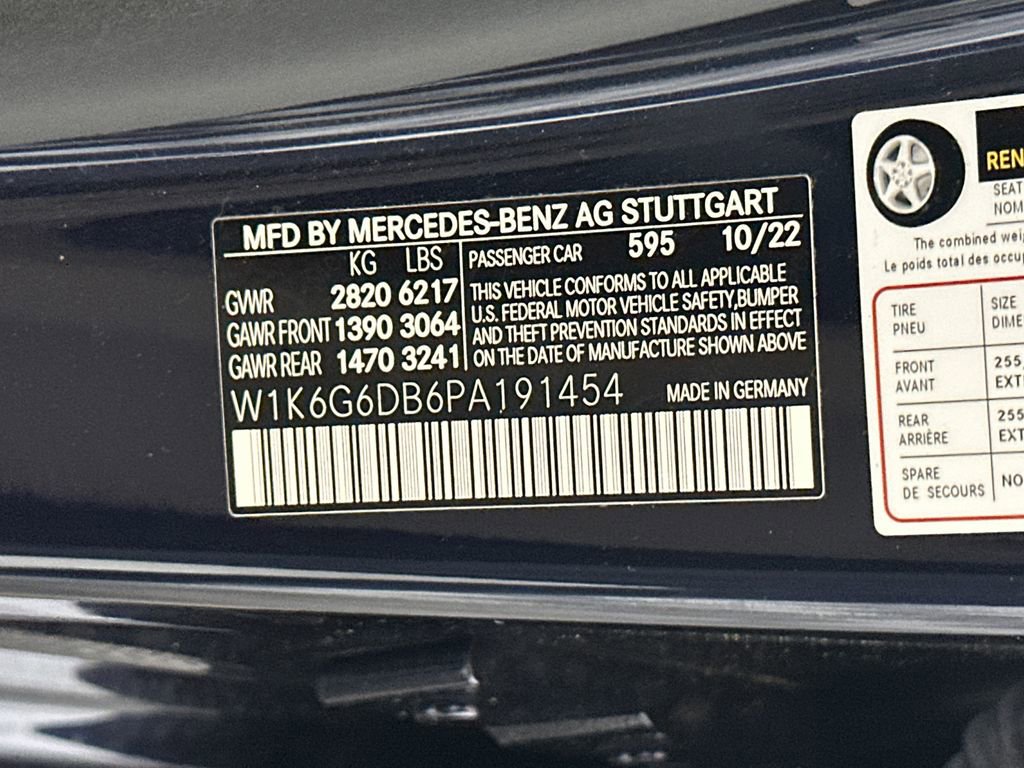 MFD BY MERCEDES-BENZ AG STUTTGART
KG LBS
GVWR 2820 6217
GAWR FRONT 1390 3064
GAWR REAR 1470 3241
PASSENGER CAR 595 10/22
THIS VEHICLE CONFORMS TO ALL APPLICABLE
U.S. FEDERAL MOTOR VEHICLE SAFETY,BUMPER
AND THEFT PREVENTION STANDARDS IN EFFECT
ON THE DATE OF MANUFACTURE SHOWN ABOVE
W1K6G6DB6PA191454 MADE IN GERMANY
REN
SEAT
NOM
The combined weig
Le poids total des occup
TIRE
PNEU
SIZE
DIME
FRONT
AVANT
255
EXT
REAR
ARRIÈRE
255
EXT
SPARE
DE SECOURS
NO